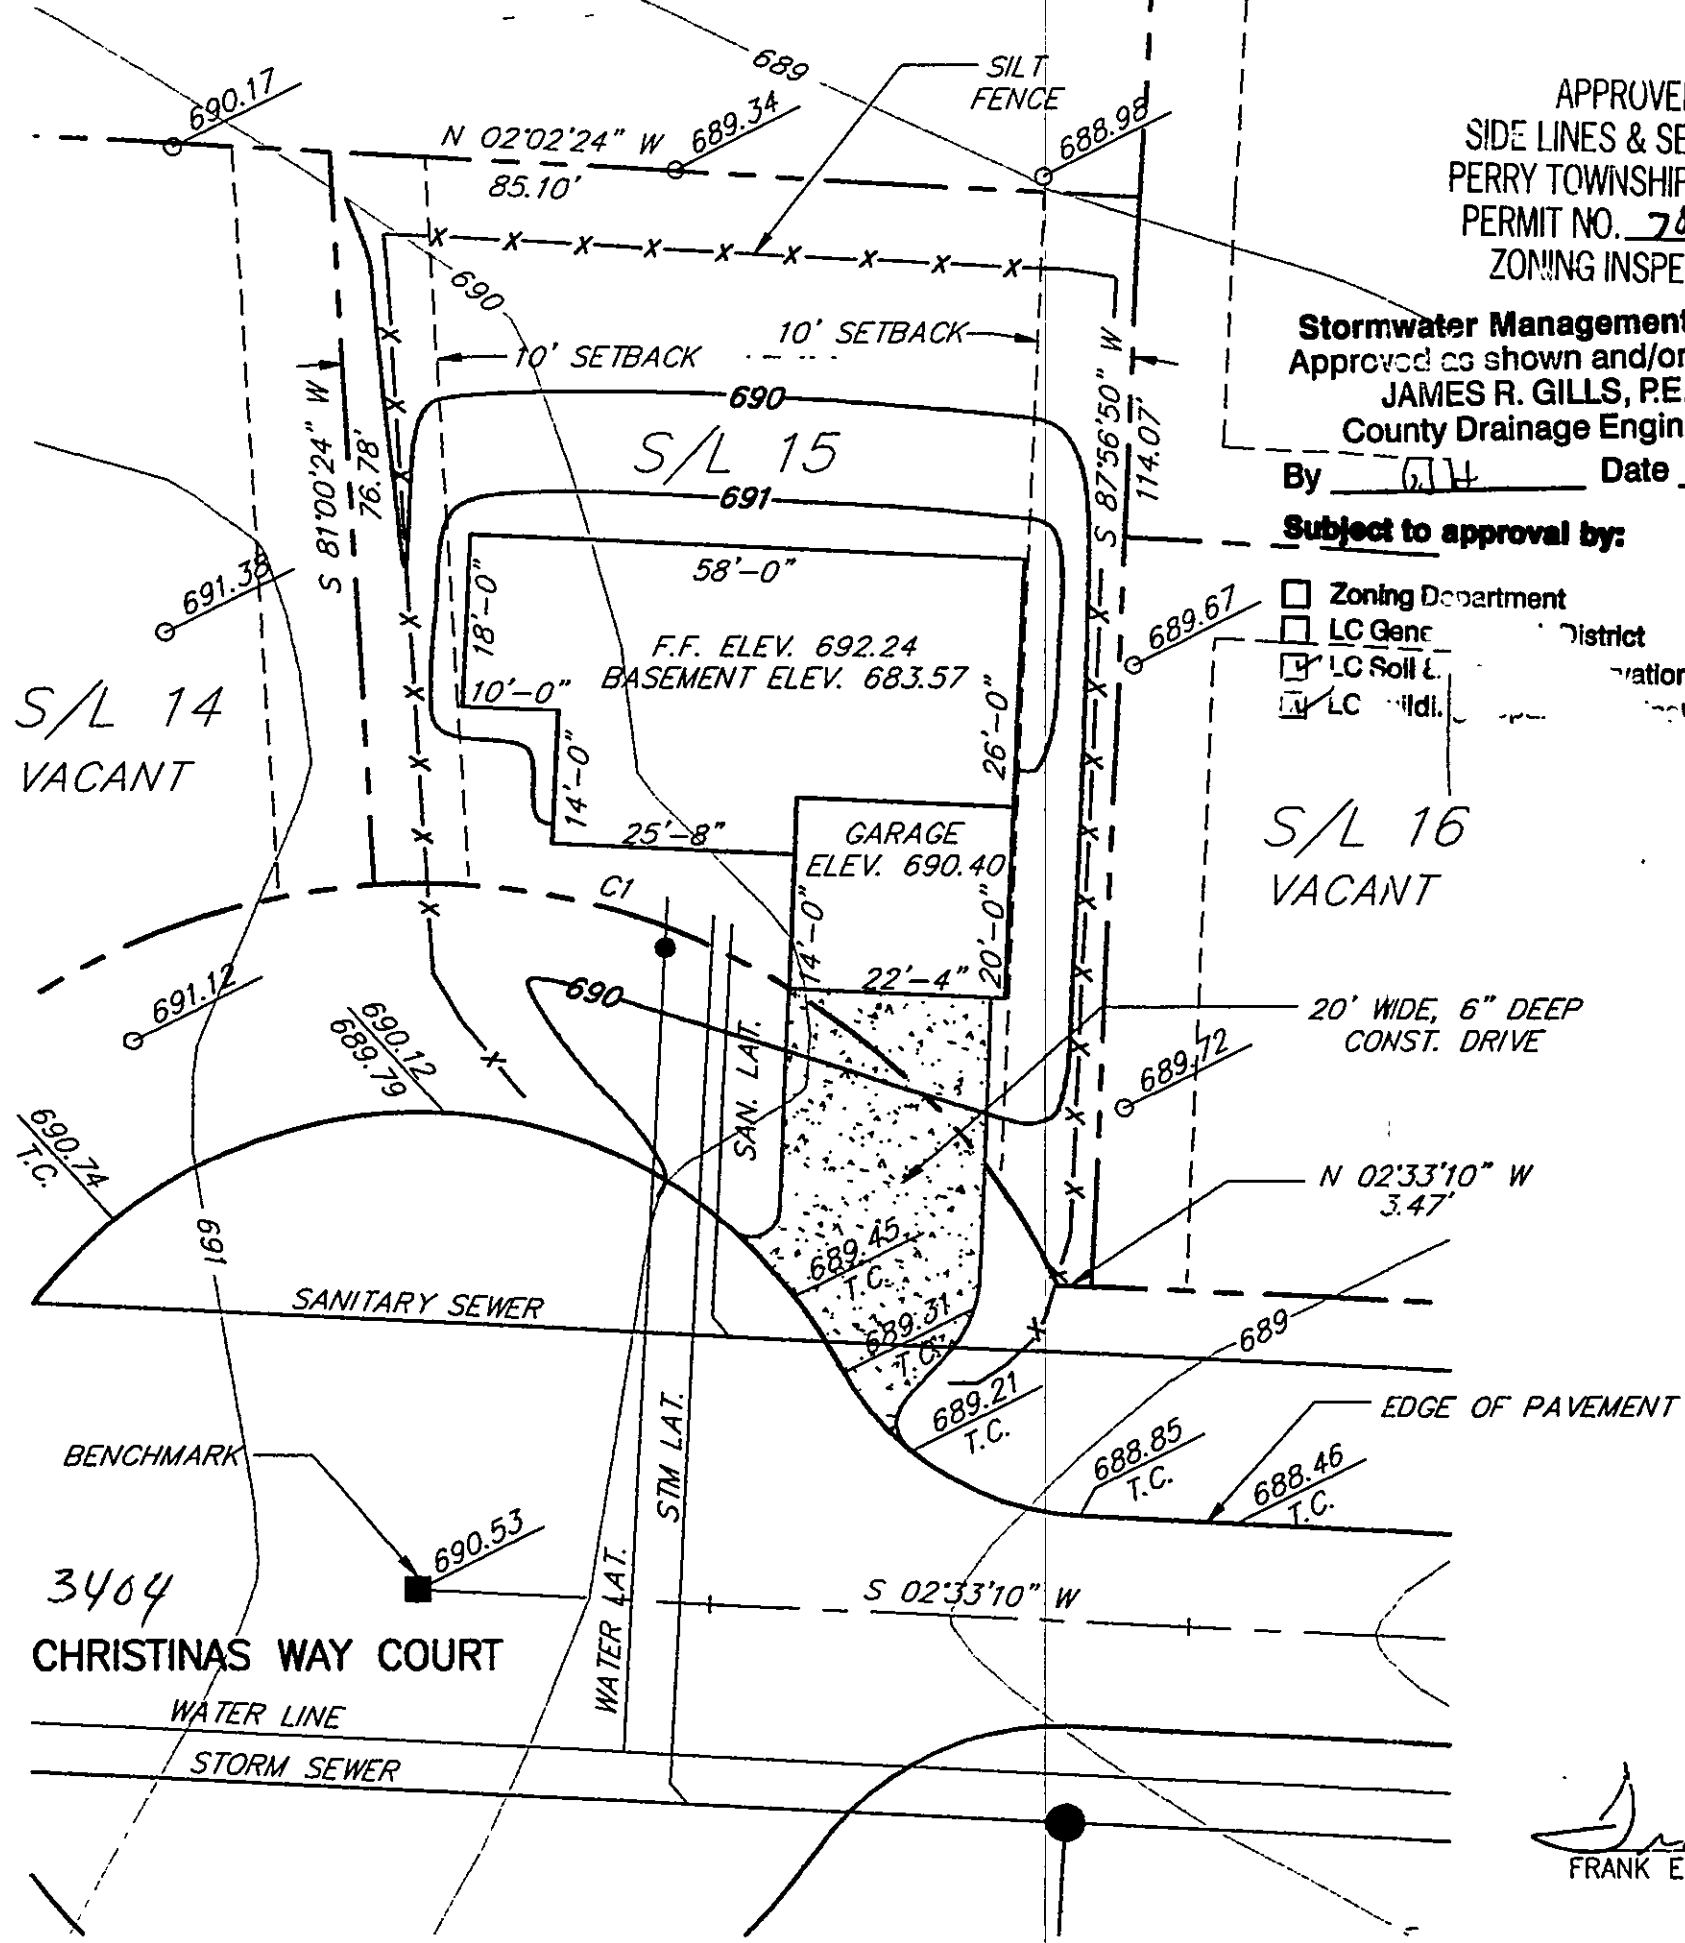 689
SILT
FENCE
690.17
N 02°02'24" W
85.10'
689.34
688.98
APPROVE
SIDE LINES & SE
PERRY TOWNSHIP
PERMIT NO.
ZONING INSPE
690
10' SETBACK
10' SETBACK
Stormwater Management
Approved as shown and/or
JAMES R. GILLS, P.E.
County Drainage Engin
By GJH Date
Subject to approval by:
Zoning Department
LC Gene District
LC Soil &
LC
S 81°00'24" W
76.78'
690
S/L 15
691
S 87°56'50" W
114.07'
691.38
58'-0"
18'-0"
F.F. ELEV. 692.24
BASEMENT ELEV. 683.57
689.67
10'-0"
26'-0"
S/L 14
VACANT
14'-0"
25'-8"
GARAGE
ELEV. 690.40
S/L 16
VACANT
C1
14'-0"
20'-0"
22'-4"
690
691.12
690.12
689.79
SAN. LAT.
20' WIDE, 6" DEEP
CONST. DRIVE
689.72
690.74
T.C.
N 02°33'10" W
3.47'
691
689.45
T.C.
SANITARY SEWER
689.31
T.C.
689
689.21
T.C.
EDGE OF PAVEMENT
688.85
T.C.
688.46
T.C.
BENCHMARK
STM LAT.
690.53
WATER LAT.
S 02°33'10" W
3404
CHRISTINAS WAY COURT
WATER LINE
STORM SEWER
FRANK E